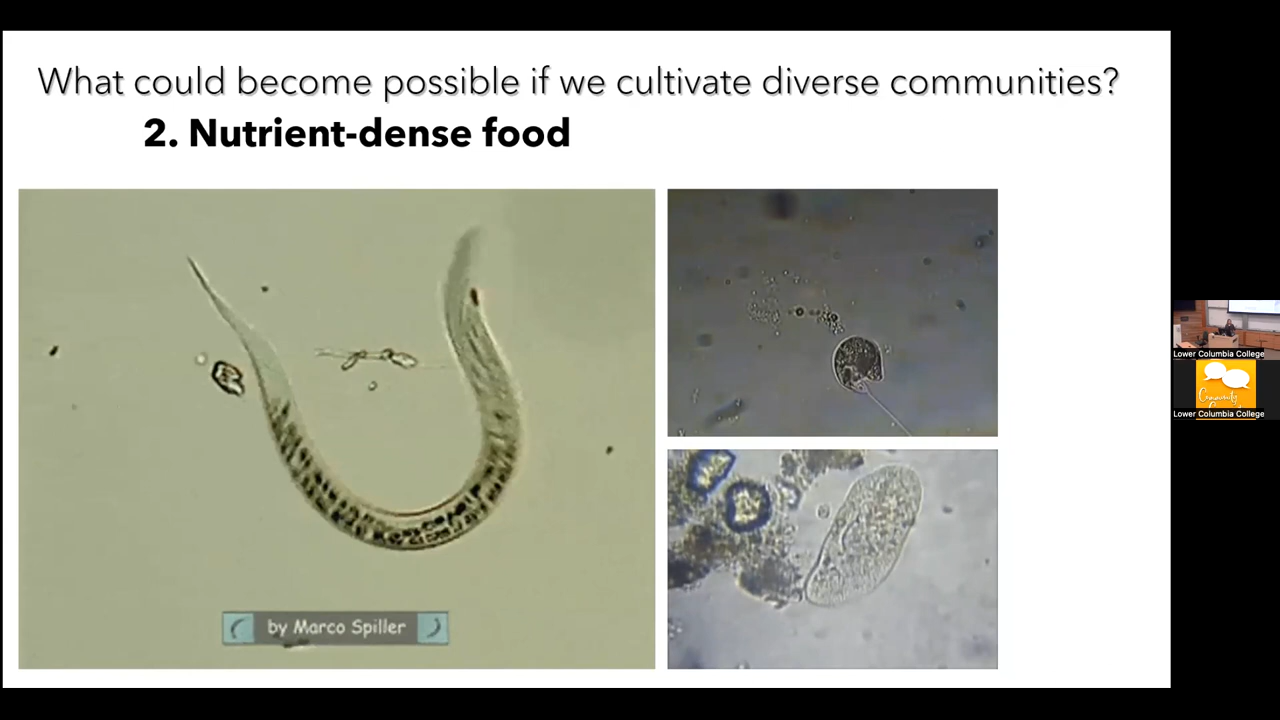 What could become possible if we cultivate diverse communities?
2. Nutrient-dense food
by Marco Spiller
Lower Columbia College
Community
Lower Columbia College